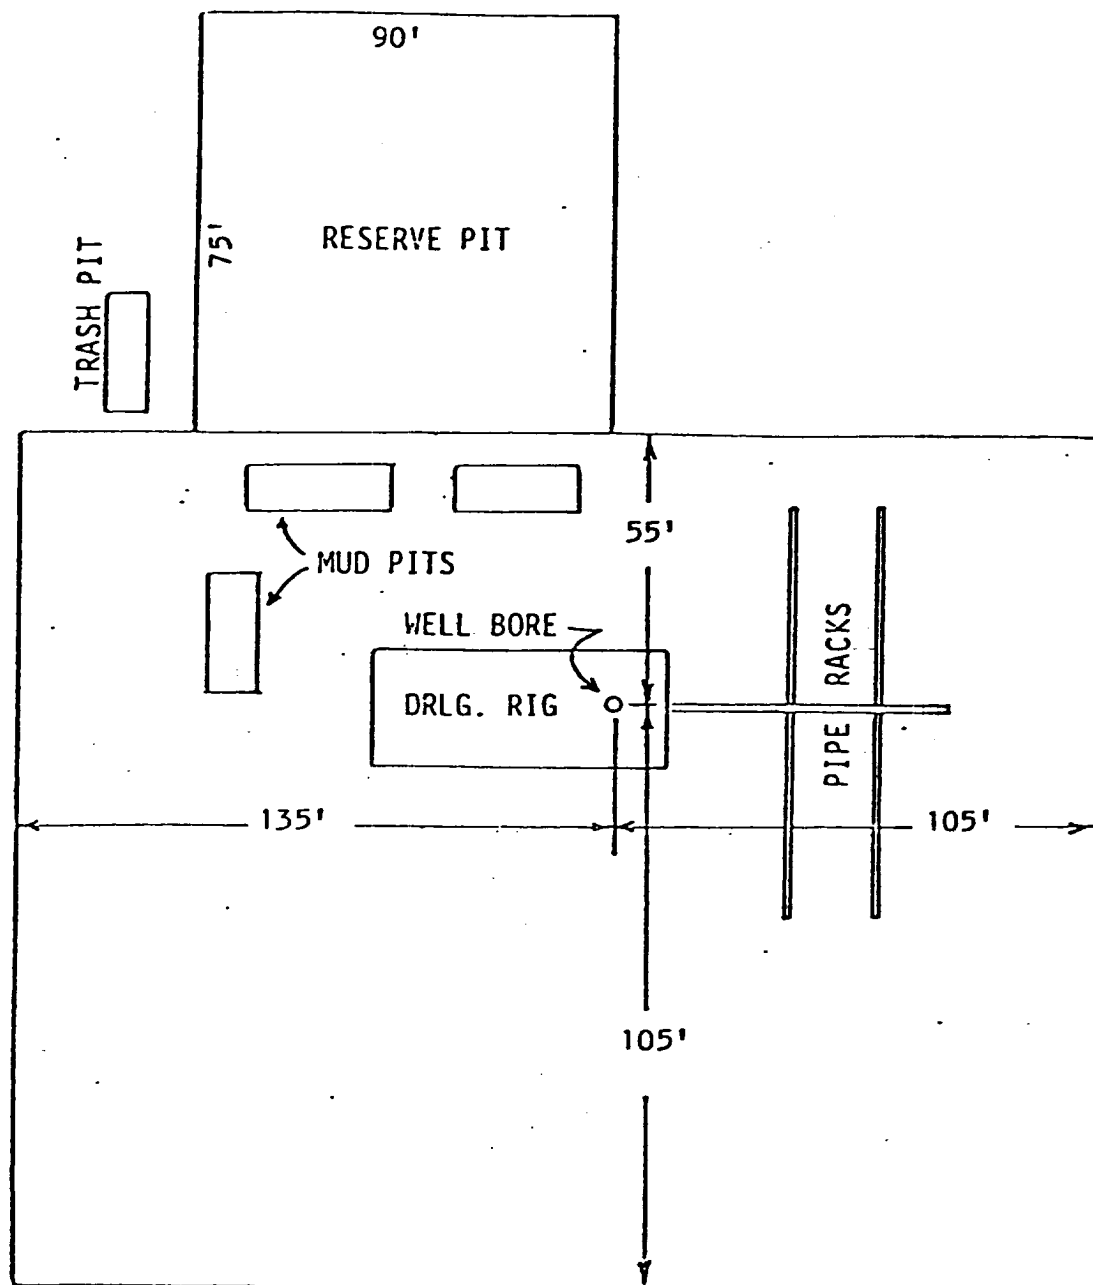 90'
75'
RESERVE PIT
TRASH PIT
55'
MUD PITS
WELL BORE
DRLG. RIG
PIPE RACKS
135'
105'
105'